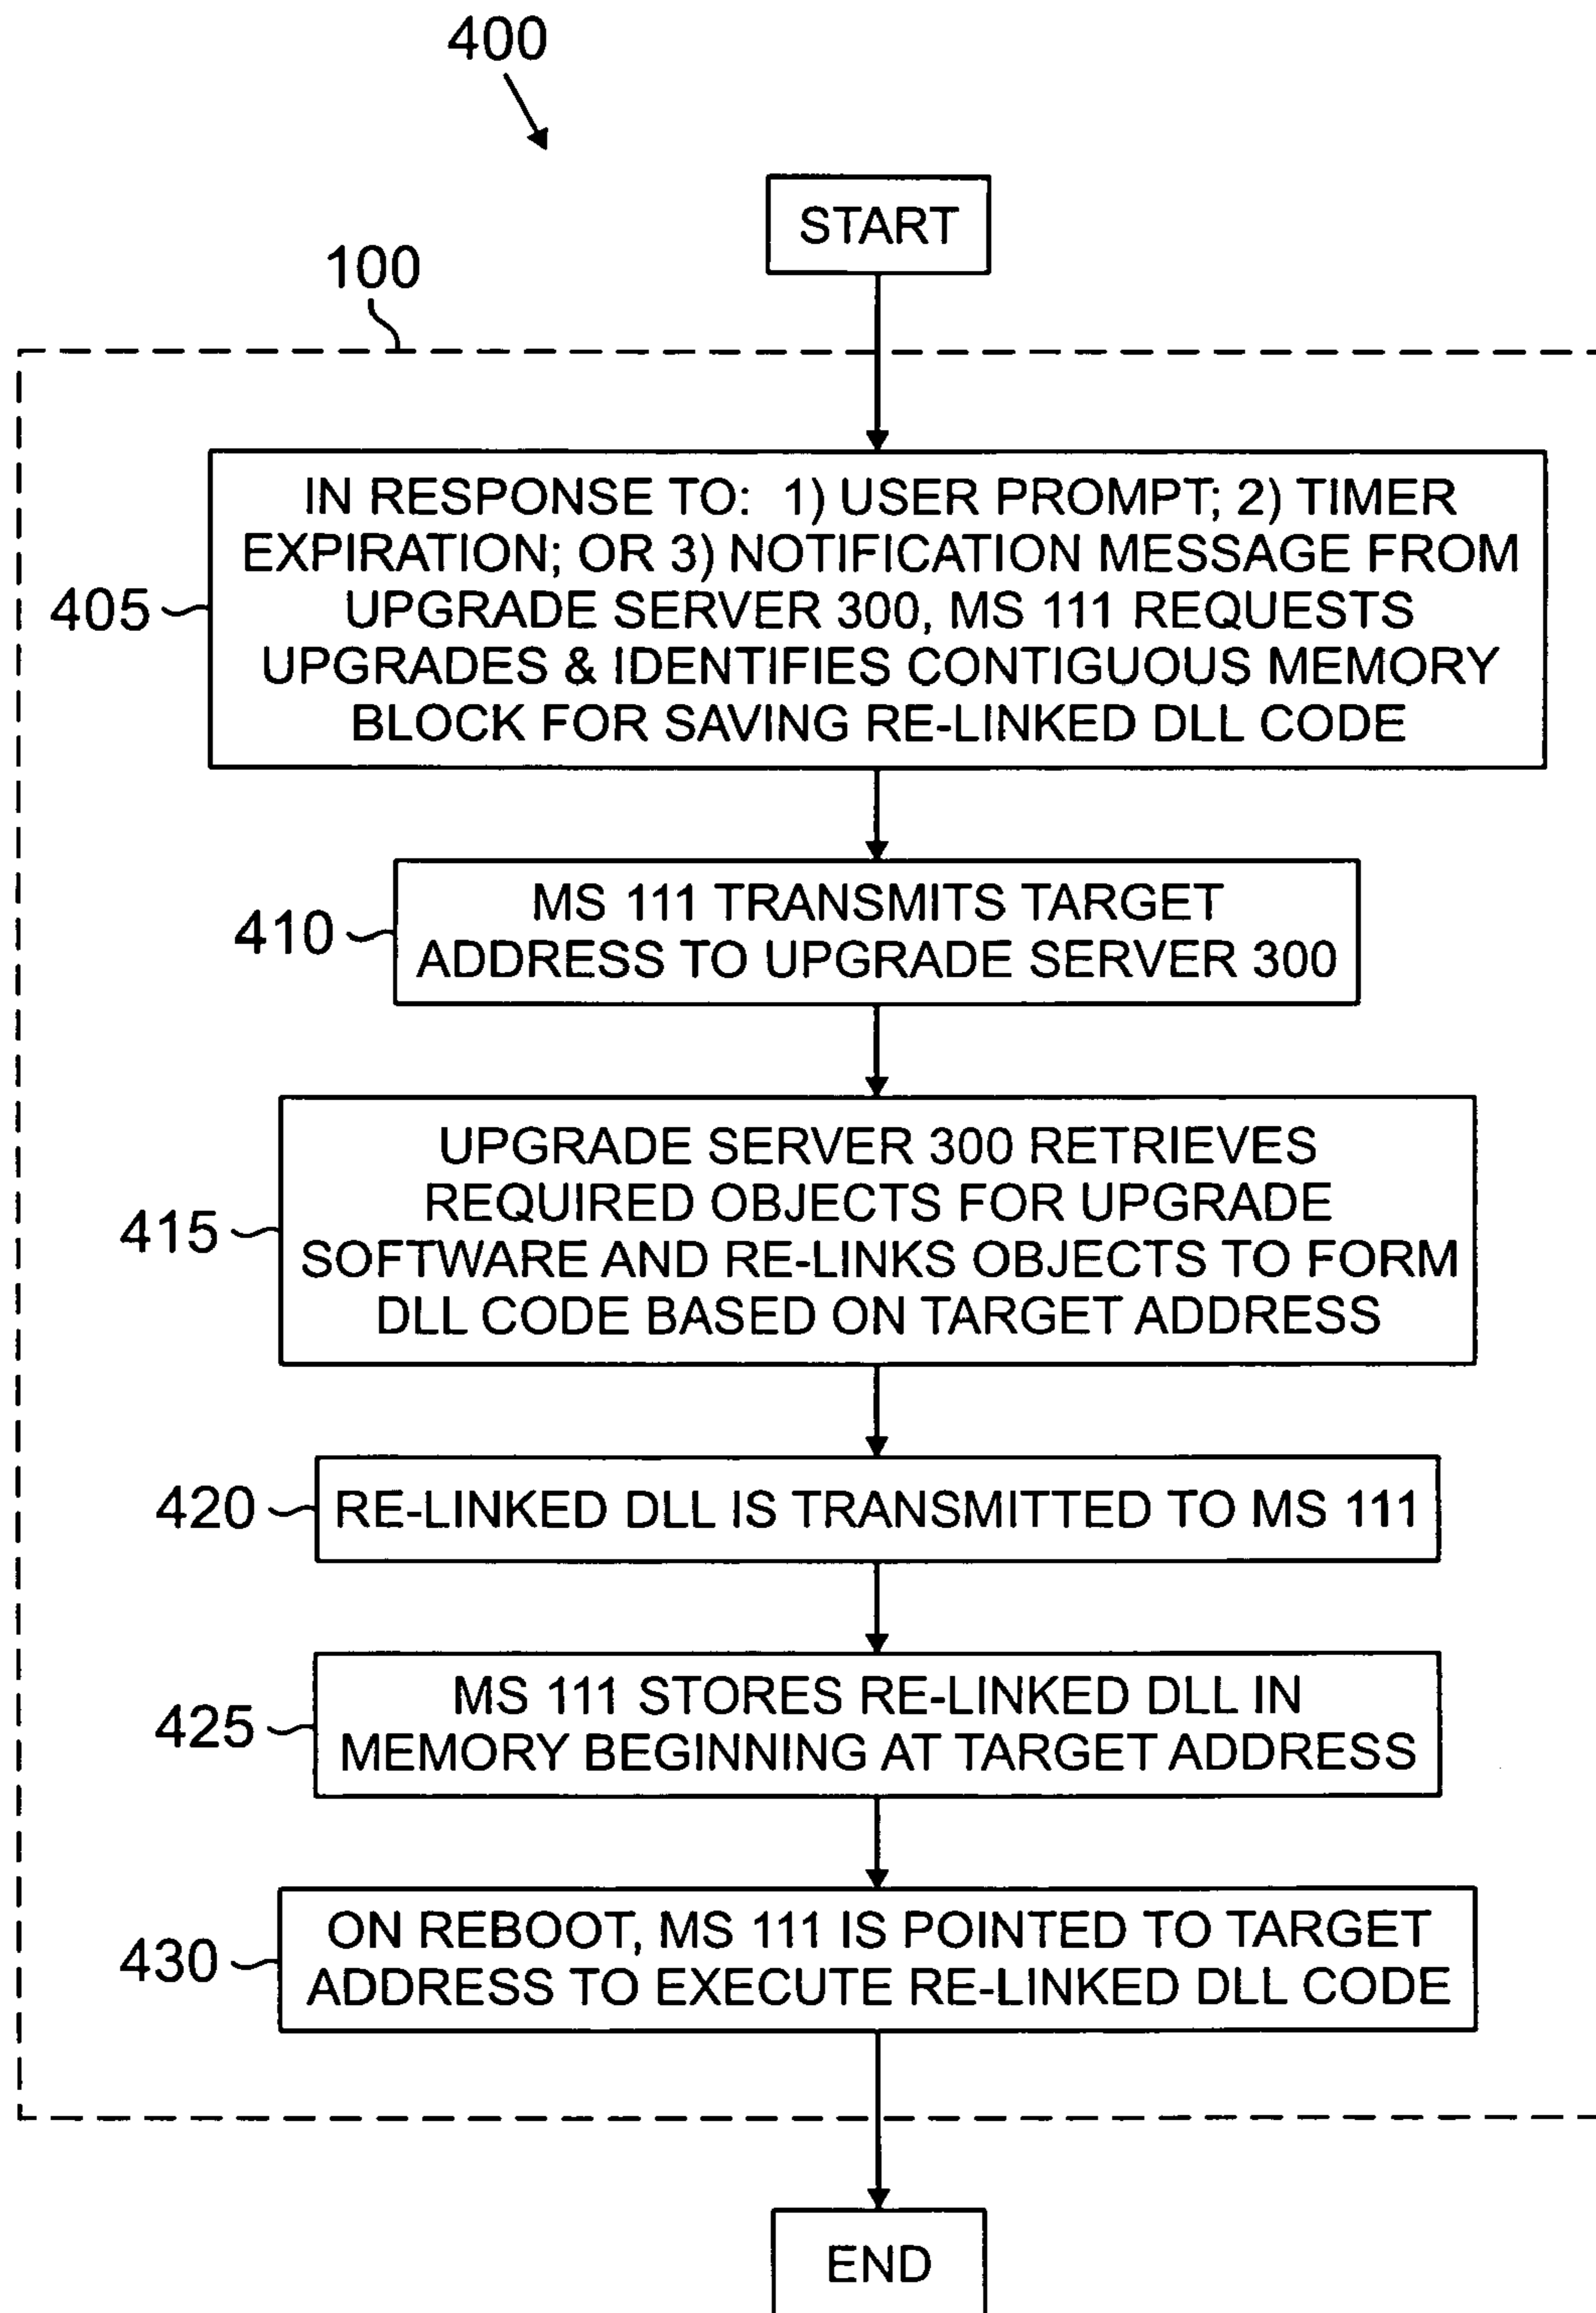 400
START
100
IN RESPONSE TO: 1) USER PROMPT; 2) TIMER
EXPIRATION; OR 3) NOTIFICATION MESSAGE FROM
UPGRADE SERVER 300, MS 111 REQUESTS
UPGRADES & IDENTIFIES CONTIGUOUS MEMORY
BLOCK FOR SAVING RE-LINKED DLL CODE
405
MS 111 TRANSMITS TARGET
ADDRESS TO UPGRADE SERVER 300
410
UPGRADE SERVER 300 RETRIEVES
REQUIRED OBJECTS FOR UPGRADE
SOFTWARE AND RE-LINKS OBJECTS TO FORM
DLL CODE BASED ON TARGET ADDRESS
415
RE-LINKED DLL IS TRANSMITTED TO MS 111
420
MS 111 STORES RE-LINKED DLL IN
MEMORY BEGINNING AT TARGET ADDRESS
425
ON REBOOT, MS 111 IS POINTED TO TARGET
ADDRESS TO EXECUTE RE-LINKED DLL CODE
430
END